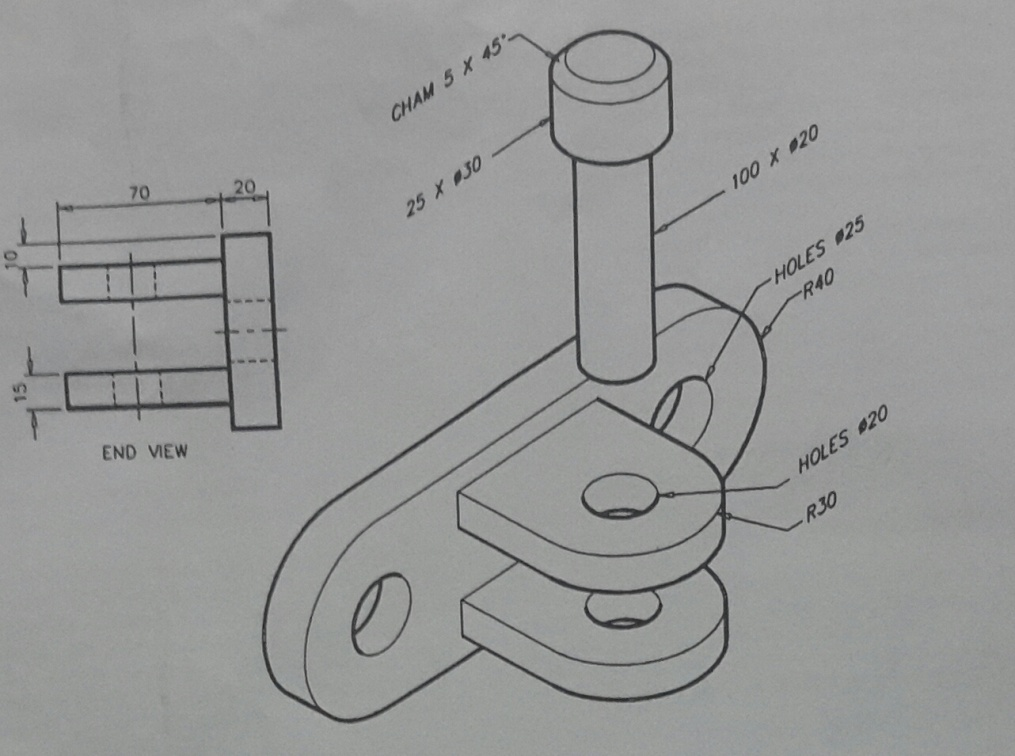 CHAM 5 X 45°
25 X ø30
100 X ø20
70
20
HOLES ø25
R40
10
15
END VIEW
HOLES ø20
R30